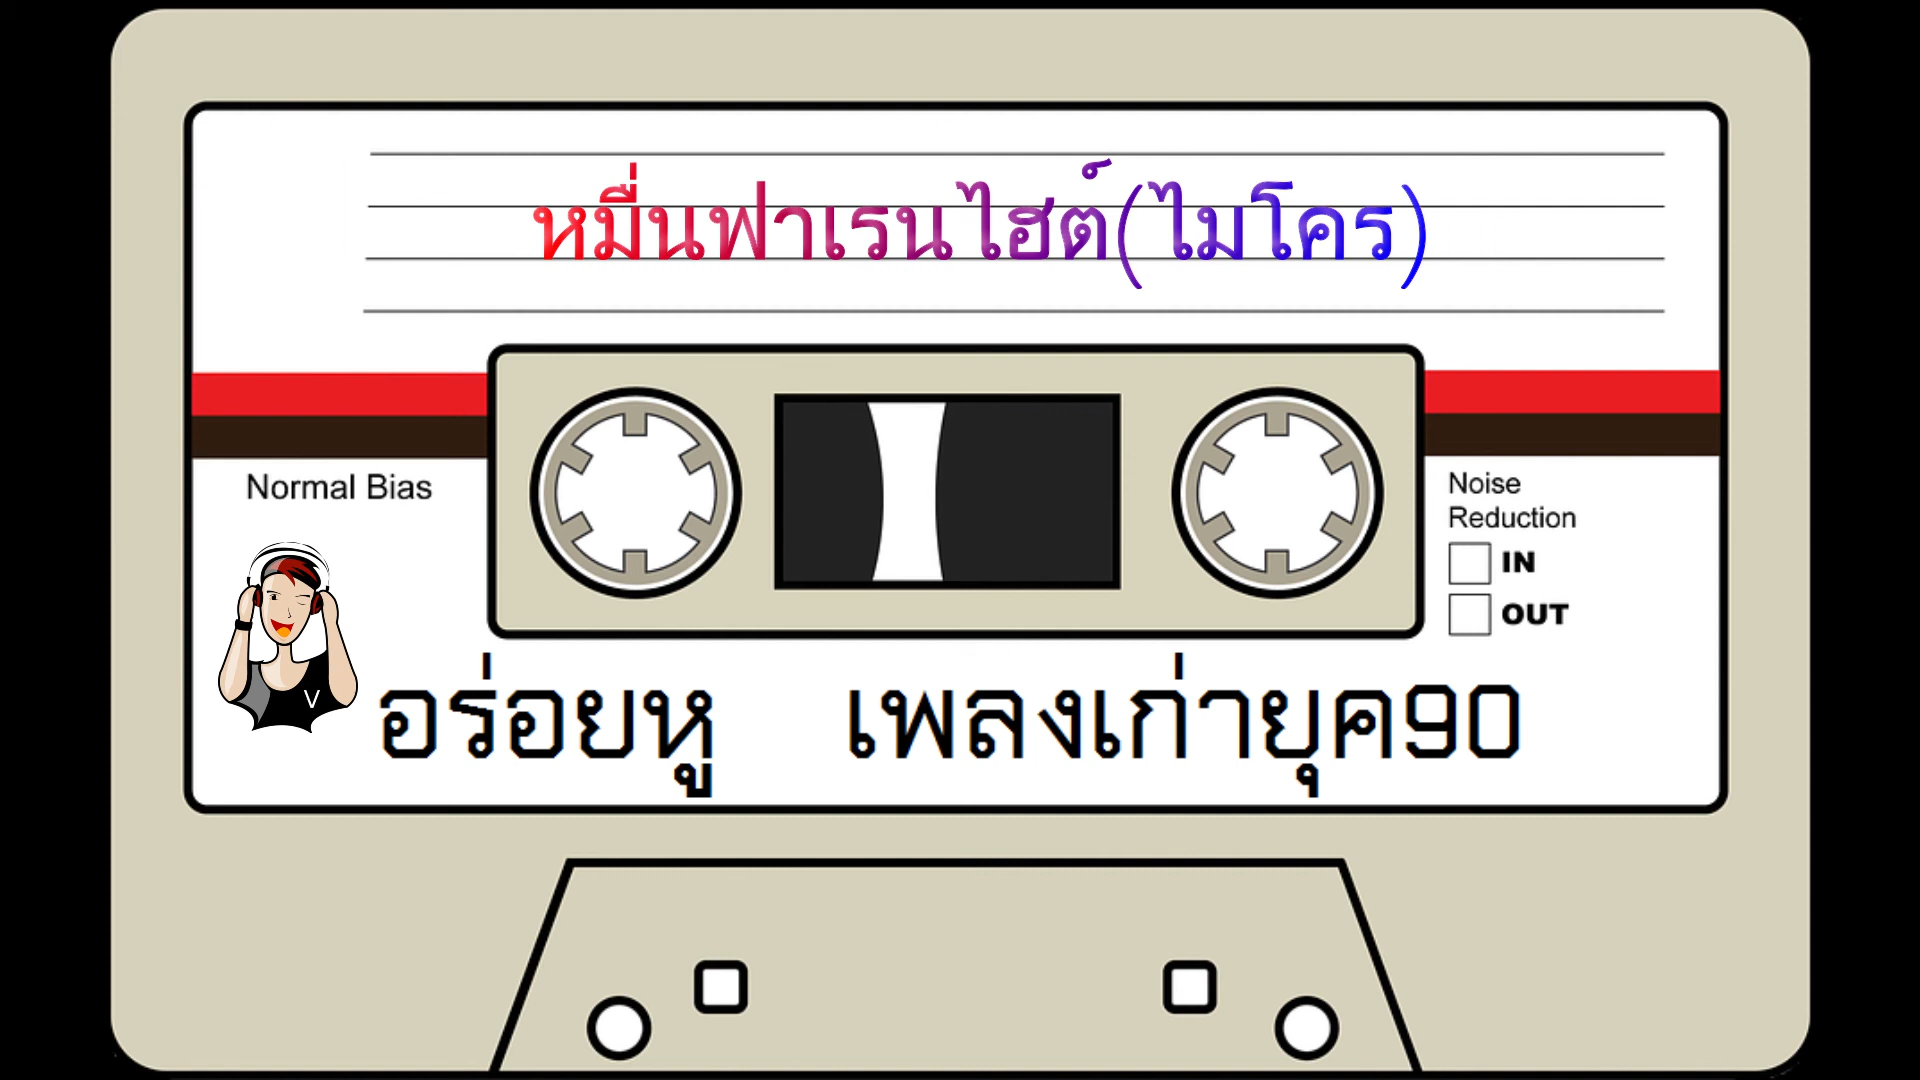 หมื่นฟาเรนไฮต์(ไมโคร)
Normal Bias
Noise
Reduction
IN
OUT
V
อร่อยหู เพลงเก่ายุค90